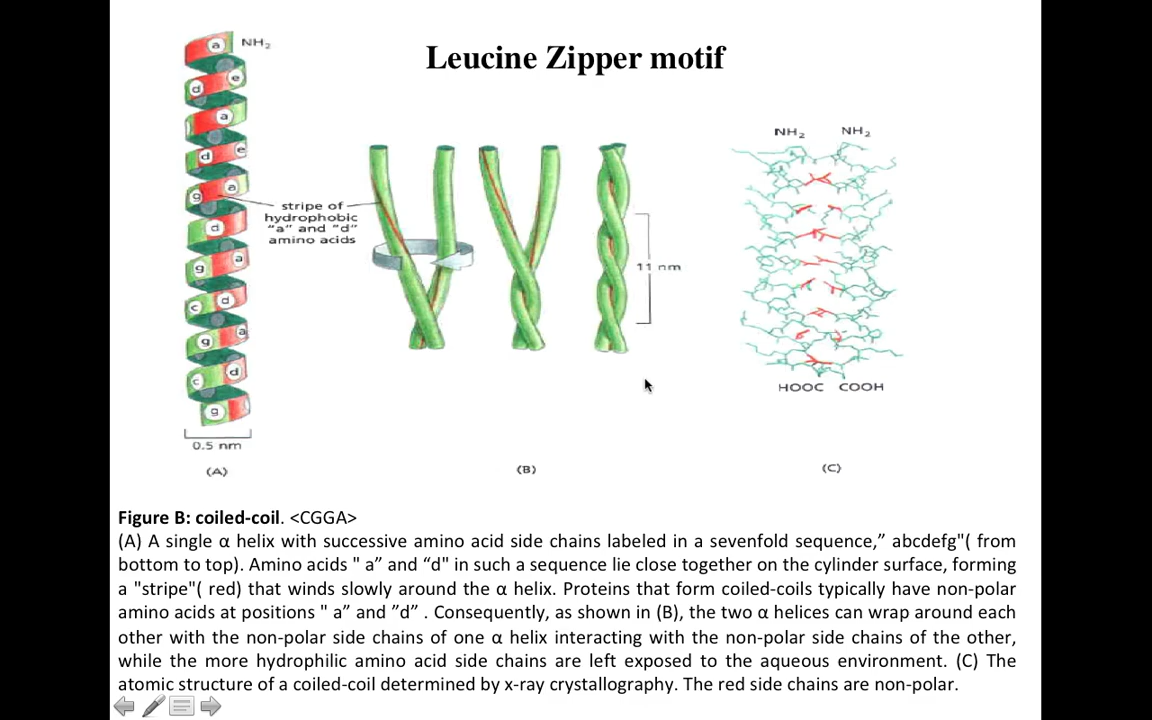 Leucine Zipper motif
a
NH2
d
e
a
d
e
g
a
d
g
a
c
d
g
a
c
d
g
0.5 nm
(A)
stripe of
hydrophobic
"a" and "d"
amino acids
11 nm
(B)
NH2
NH2
HOOC
COOH
(C)
Figure B: coiled-coil. <CGGA>
(A) A single α helix with successive amino acid side chains labeled in a sevenfold sequence,” abcdefg"( from
bottom to top). Amino acids " a” and “d" in such a sequence lie close together on the cylinder surface, forming
a "stripe"( red) that winds slowly around the α helix. Proteins that form coiled-coils typically have non-polar
amino acids at positions " a” and ”d” . Consequently, as shown in (B), the two α helices can wrap around each
other with the non-polar side chains of one α helix interacting with the non-polar side chains of the other,
while the more hydrophilic amino acid side chains are left exposed to the aqueous environment. (C) The
atomic structure of a coiled-coil determined by x-ray crystallography. The red side chains are non-polar.